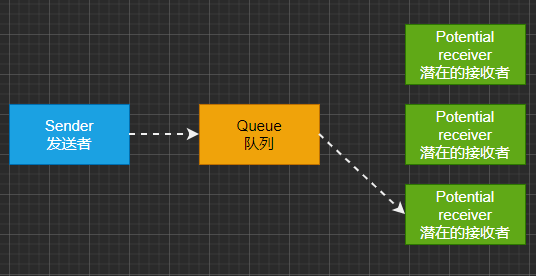 Sender
发送者
Queue
队列
Potential
receiver
潜在的接收者
Potential
receiver
潜在的接收者
Potential
receiver
潜在的接收者